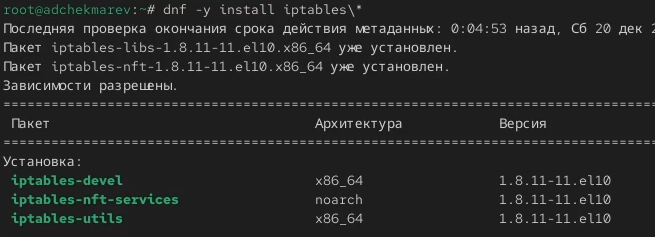 root@adchekmarev:~# dnf -y install iptables\*
Последняя проверка окончания срока действия метаданных: 0:04:53 назад, Сб 20 дек 2
Пакет iptables-libs-1.8.11-11.el10.x86_64 уже установлен.
Пакет iptables-nft-1.8.11-11.el10.x86_64 уже установлен.
Зависимости разрешены.
================================================================================
Пакет Архитектура Версия
================================================================================
Установка:
iptables-devel x86_64 1.8.11-11.el10
iptables-nft-services noarch 1.8.11-11.el10
iptables-utils x86_64 1.8.11-11.el10